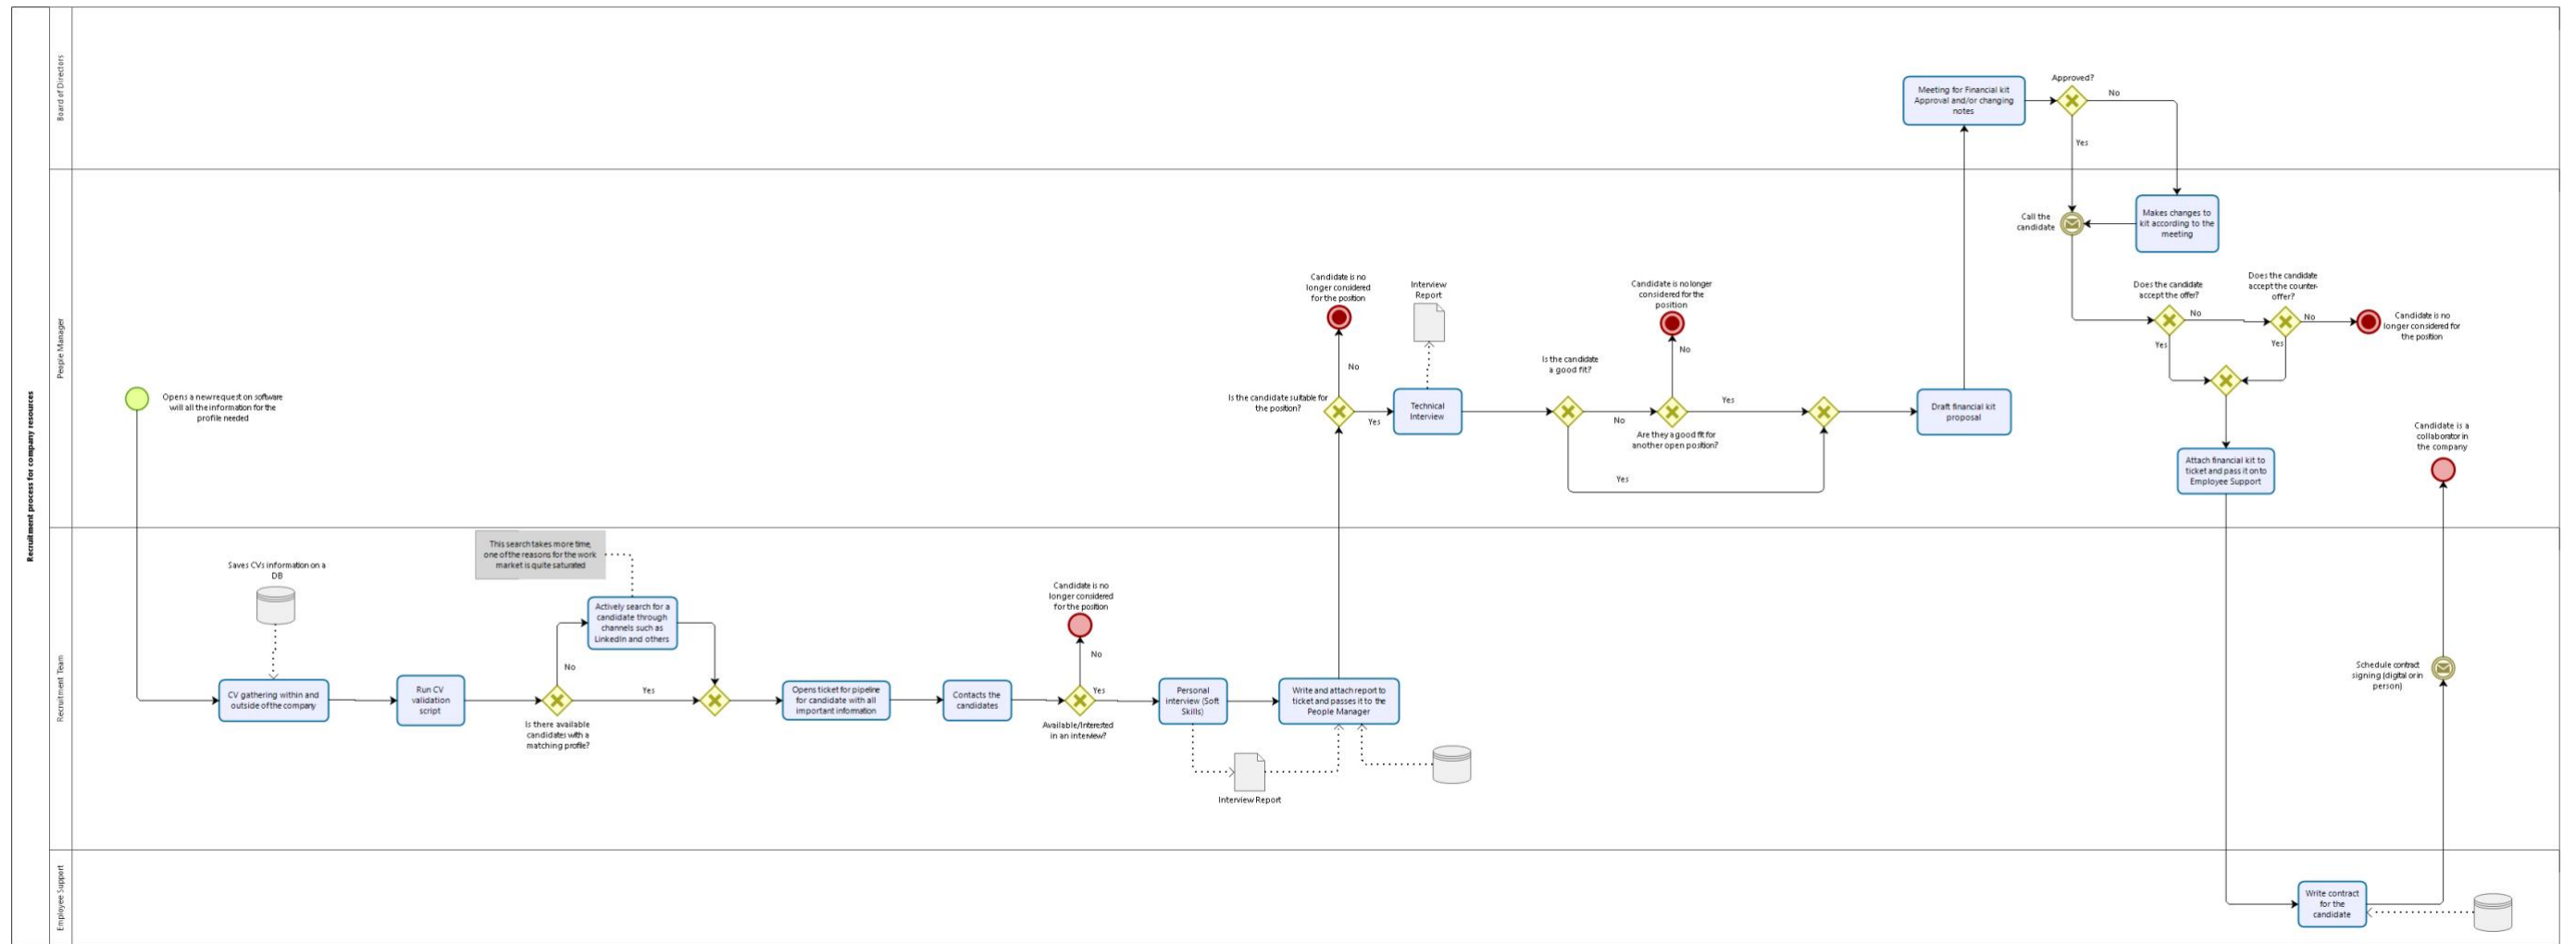 Recruitment process for company resources
Board of Directors
Meeting for Financial kit
Approval and/or changing
notes
Approved?
No
Yes
People Manager
Opens a new request on software
will all the information for the
profile needed
Candidate is no
longer considered
for the position
No
Is the candidate suitable for
the position?
Yes
Interview
Report
Technical
Interview
Is the candidate
a good fit?
No
Yes
Candidate is no longer
considered for the
position
No
Are they a good fit for
another open position?
Yes
Draft financial kit
proposal
Call the
candidate
Makes changes to
kit according to the
meeting
Does the candidate
accept the offer?
No
Yes
Does the candidate
accept the counter-
offer?
No
Yes
Candidate is no
longer considered for
the position
Attach financial kit to
ticket and pass it on to
Employee Support
Candidate is a
collaborator in
the company
Recruitment Team
Saves CVs information on a
DB
CV gathering within and
outside of the company
Run CV
validation
script
This search takes more time,
one of the reasons for the work
market is quite saturated
Actively search for a
candidate through
channels such as
LinkedIn and others
No
Yes
Is there available
candidates with a
matching profile?
Opens ticket for pipeline
for candidate with all
important information
Contacts the
candidates
Candidate is no
longer considered
for the position
No
Yes
Available/Interested
in an interview?
Personal
interview (Soft
Skills)
Write and attach report to
ticket and passes it to the
People Manager
Interview Report
Schedule contract
signing (digital or in
person)
Employee Support
Write contract
for the
candidate